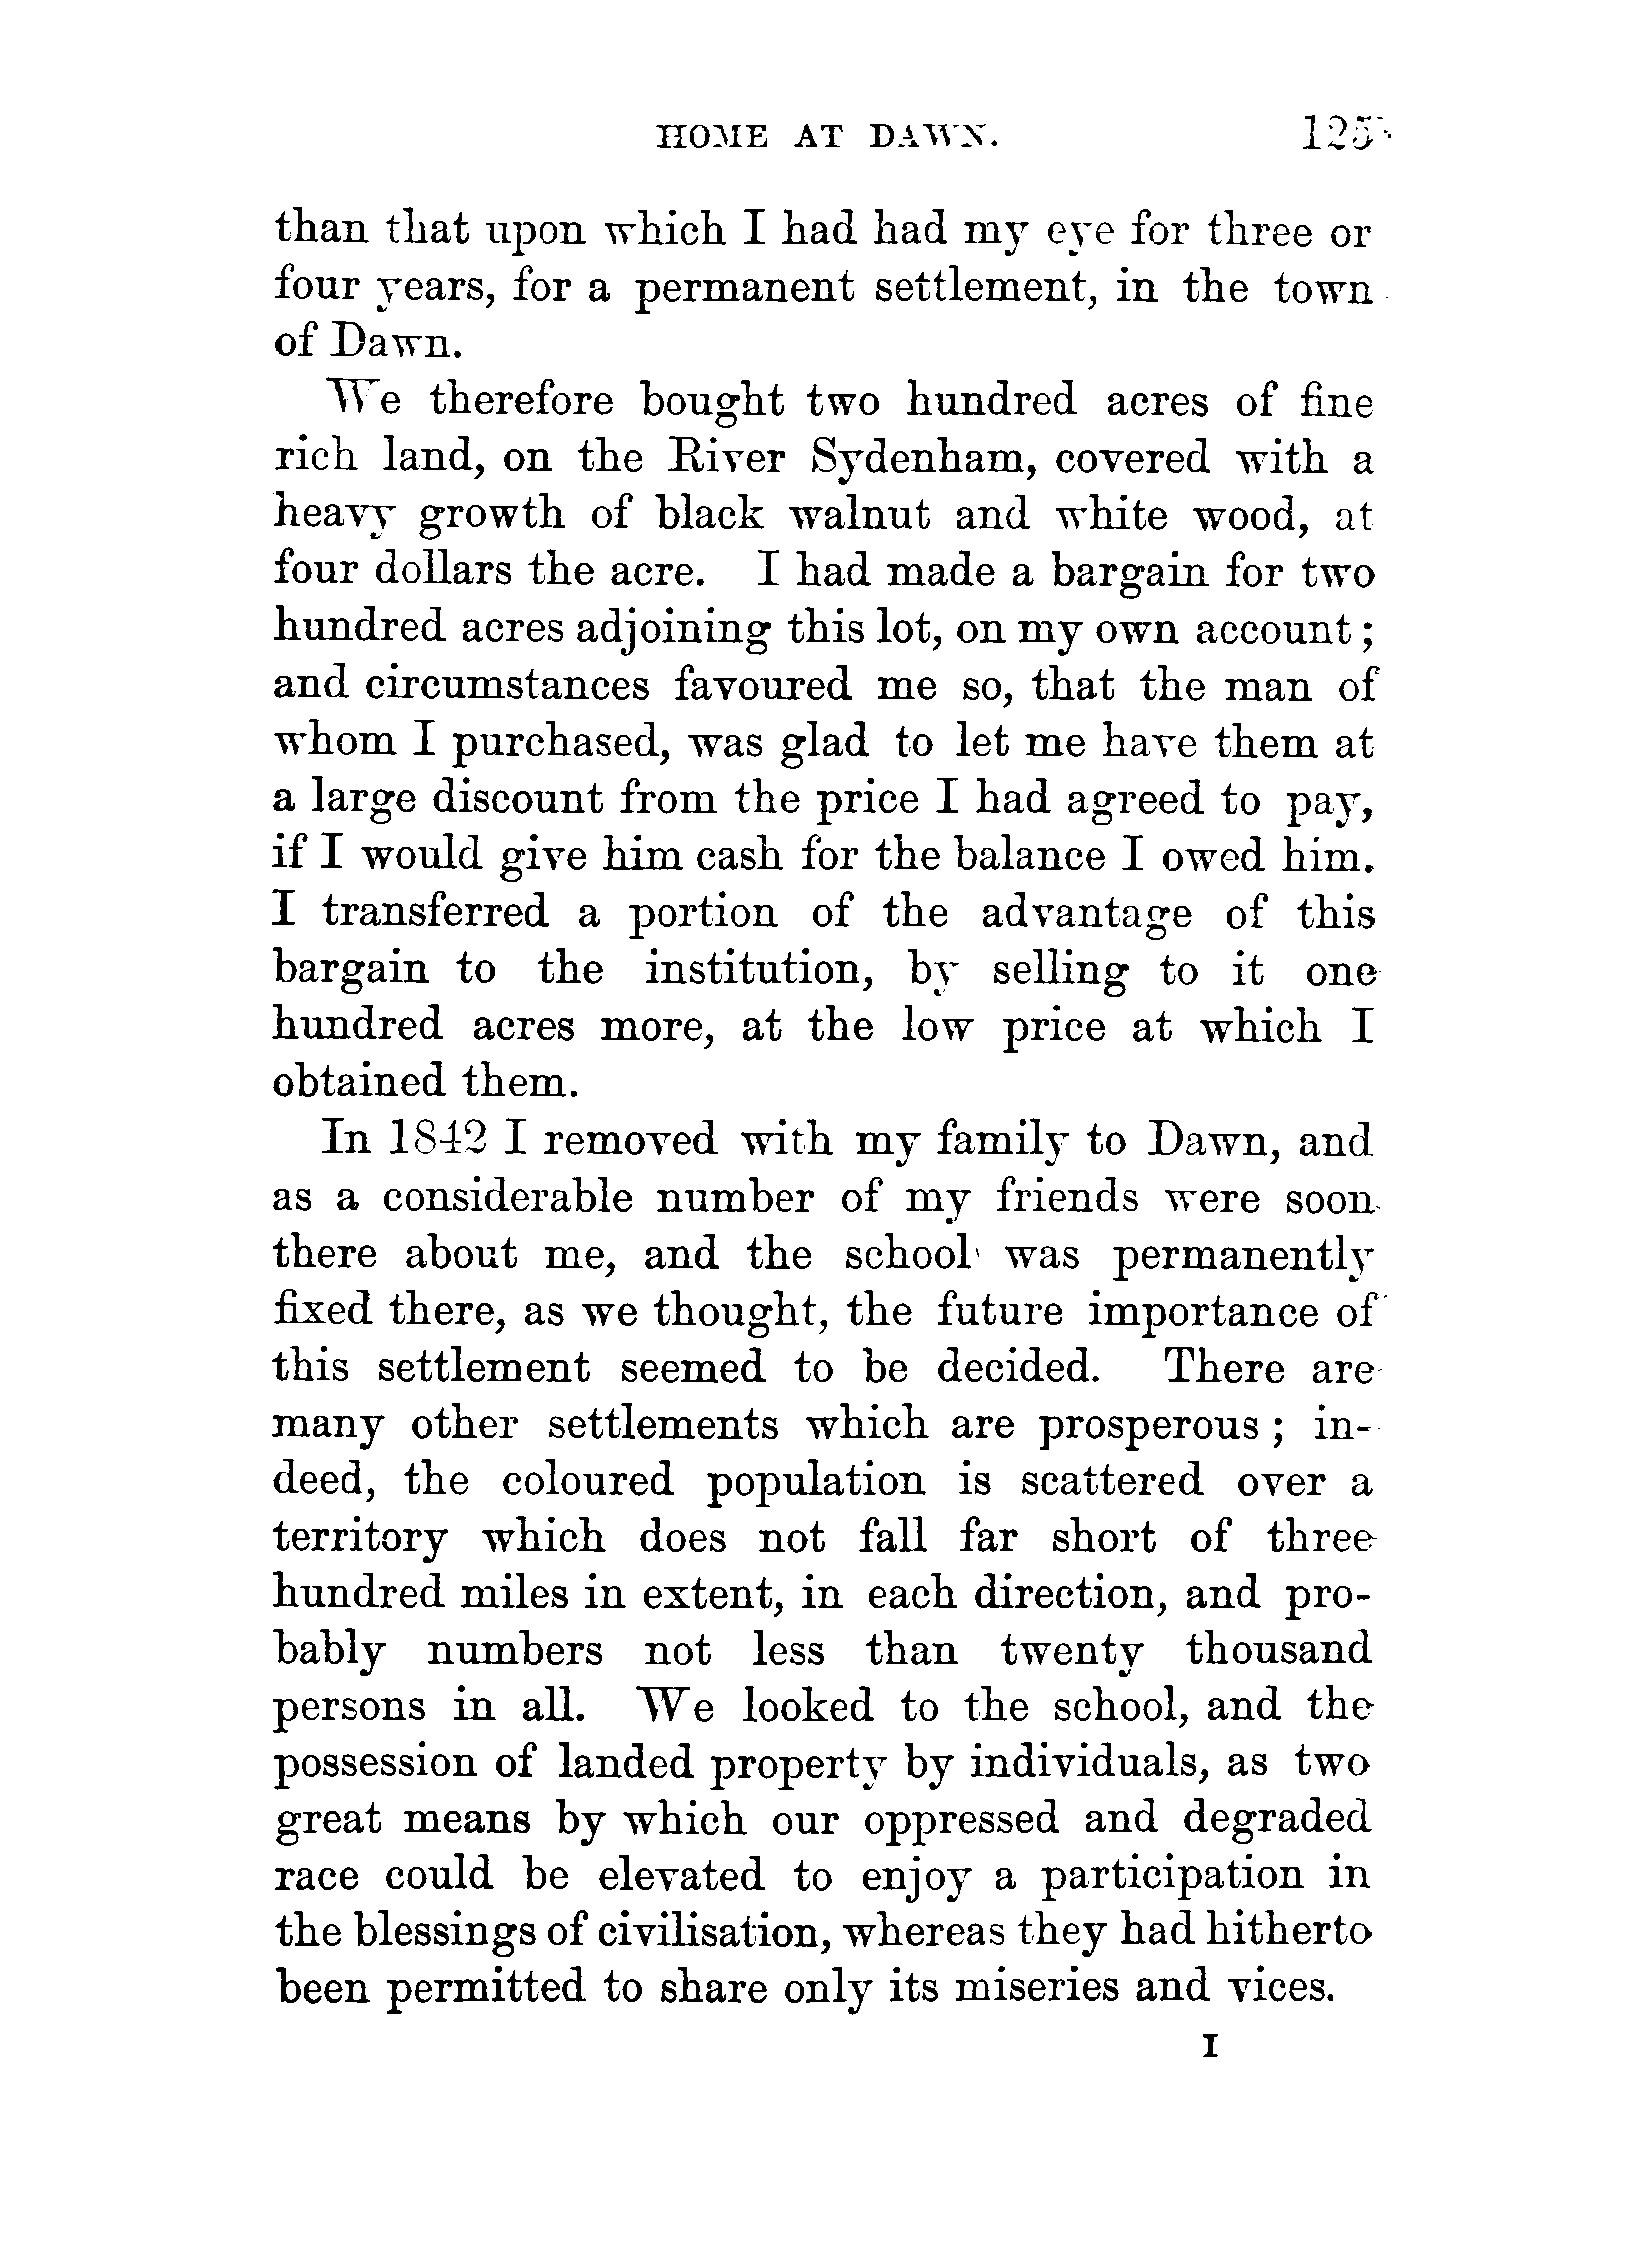 HOME AT DAWN. 125
than that upon which I had had my eye for three or
four years, for a permanent settlement, in the town
of Dawn.
We therefore bought two hundred acres of fine
rich land, on the River Sydenham, covered with a
heavy growth of black walnut and white wood, at
four dollars the acre. I had made a bargain for two
hundred acres adjoining this lot, on my own account;
and circumstances favoured me so, that the man of
whom I purchased, was glad to let me have them at
a large discount from the price I had agreed to pay,
if I would give him cash for the balance I owed him.
I transferred a portion of the advantage of this
bargain to the institution, by selling to it one
hundred acres more, at the low price at which I
obtained them.
In 1842 I removed with my family to Dawn, and
as a considerable number of my friends were soon
there about me, and the school was permanently
fixed there, as we thought, the future importance of
this settlement seemed to be decided. There are
many other settlements which are prosperous; in-
deed, the coloured population is scattered over a
territory which does not fall far short of three
hundred miles in extent, in each direction, and pro-
bably numbers not less than twenty thousand
persons in all. We looked to the school, and the
possession of landed property by individuals, as two
great means by which our oppressed and degraded
race could be elevated to enjoy a participation in
the blessings of civilisation, whereas they had hitherto
been permitted to share only its miseries and vices.
I